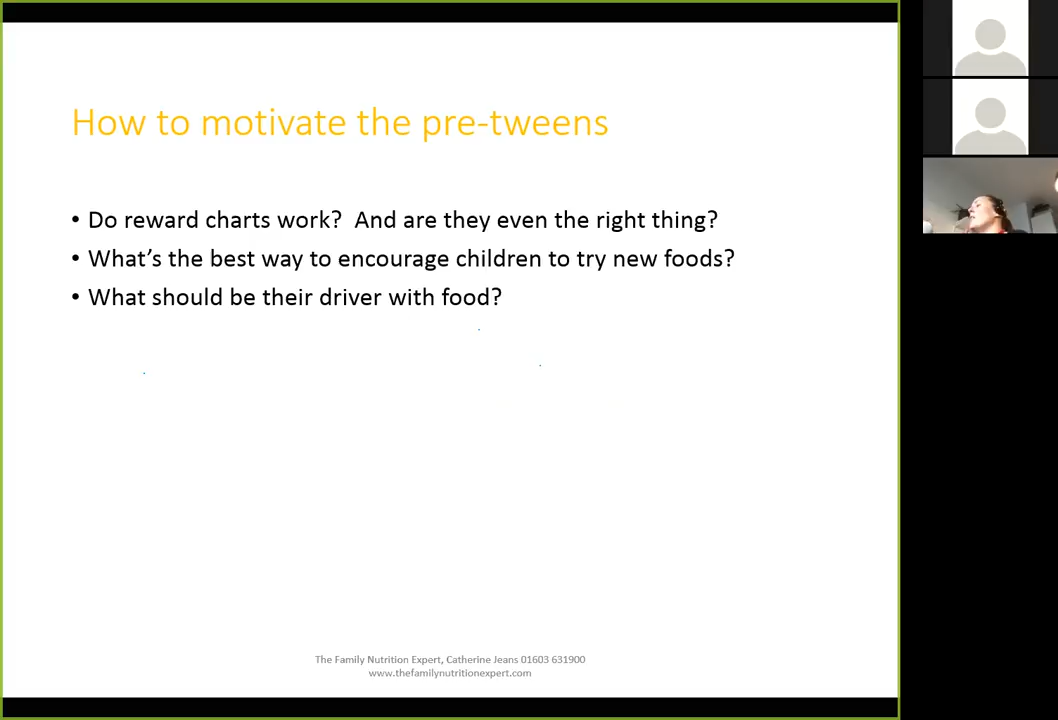 How to motivate the pre-tweens
• Do reward charts work?  And are they even the right thing?
• What’s the best way to encourage children to try new foods?
• What should be their driver with food?
The Family Nutrition Expert, Catherine Jeans 01603 631900
www.thefamilynutritionexpert.com